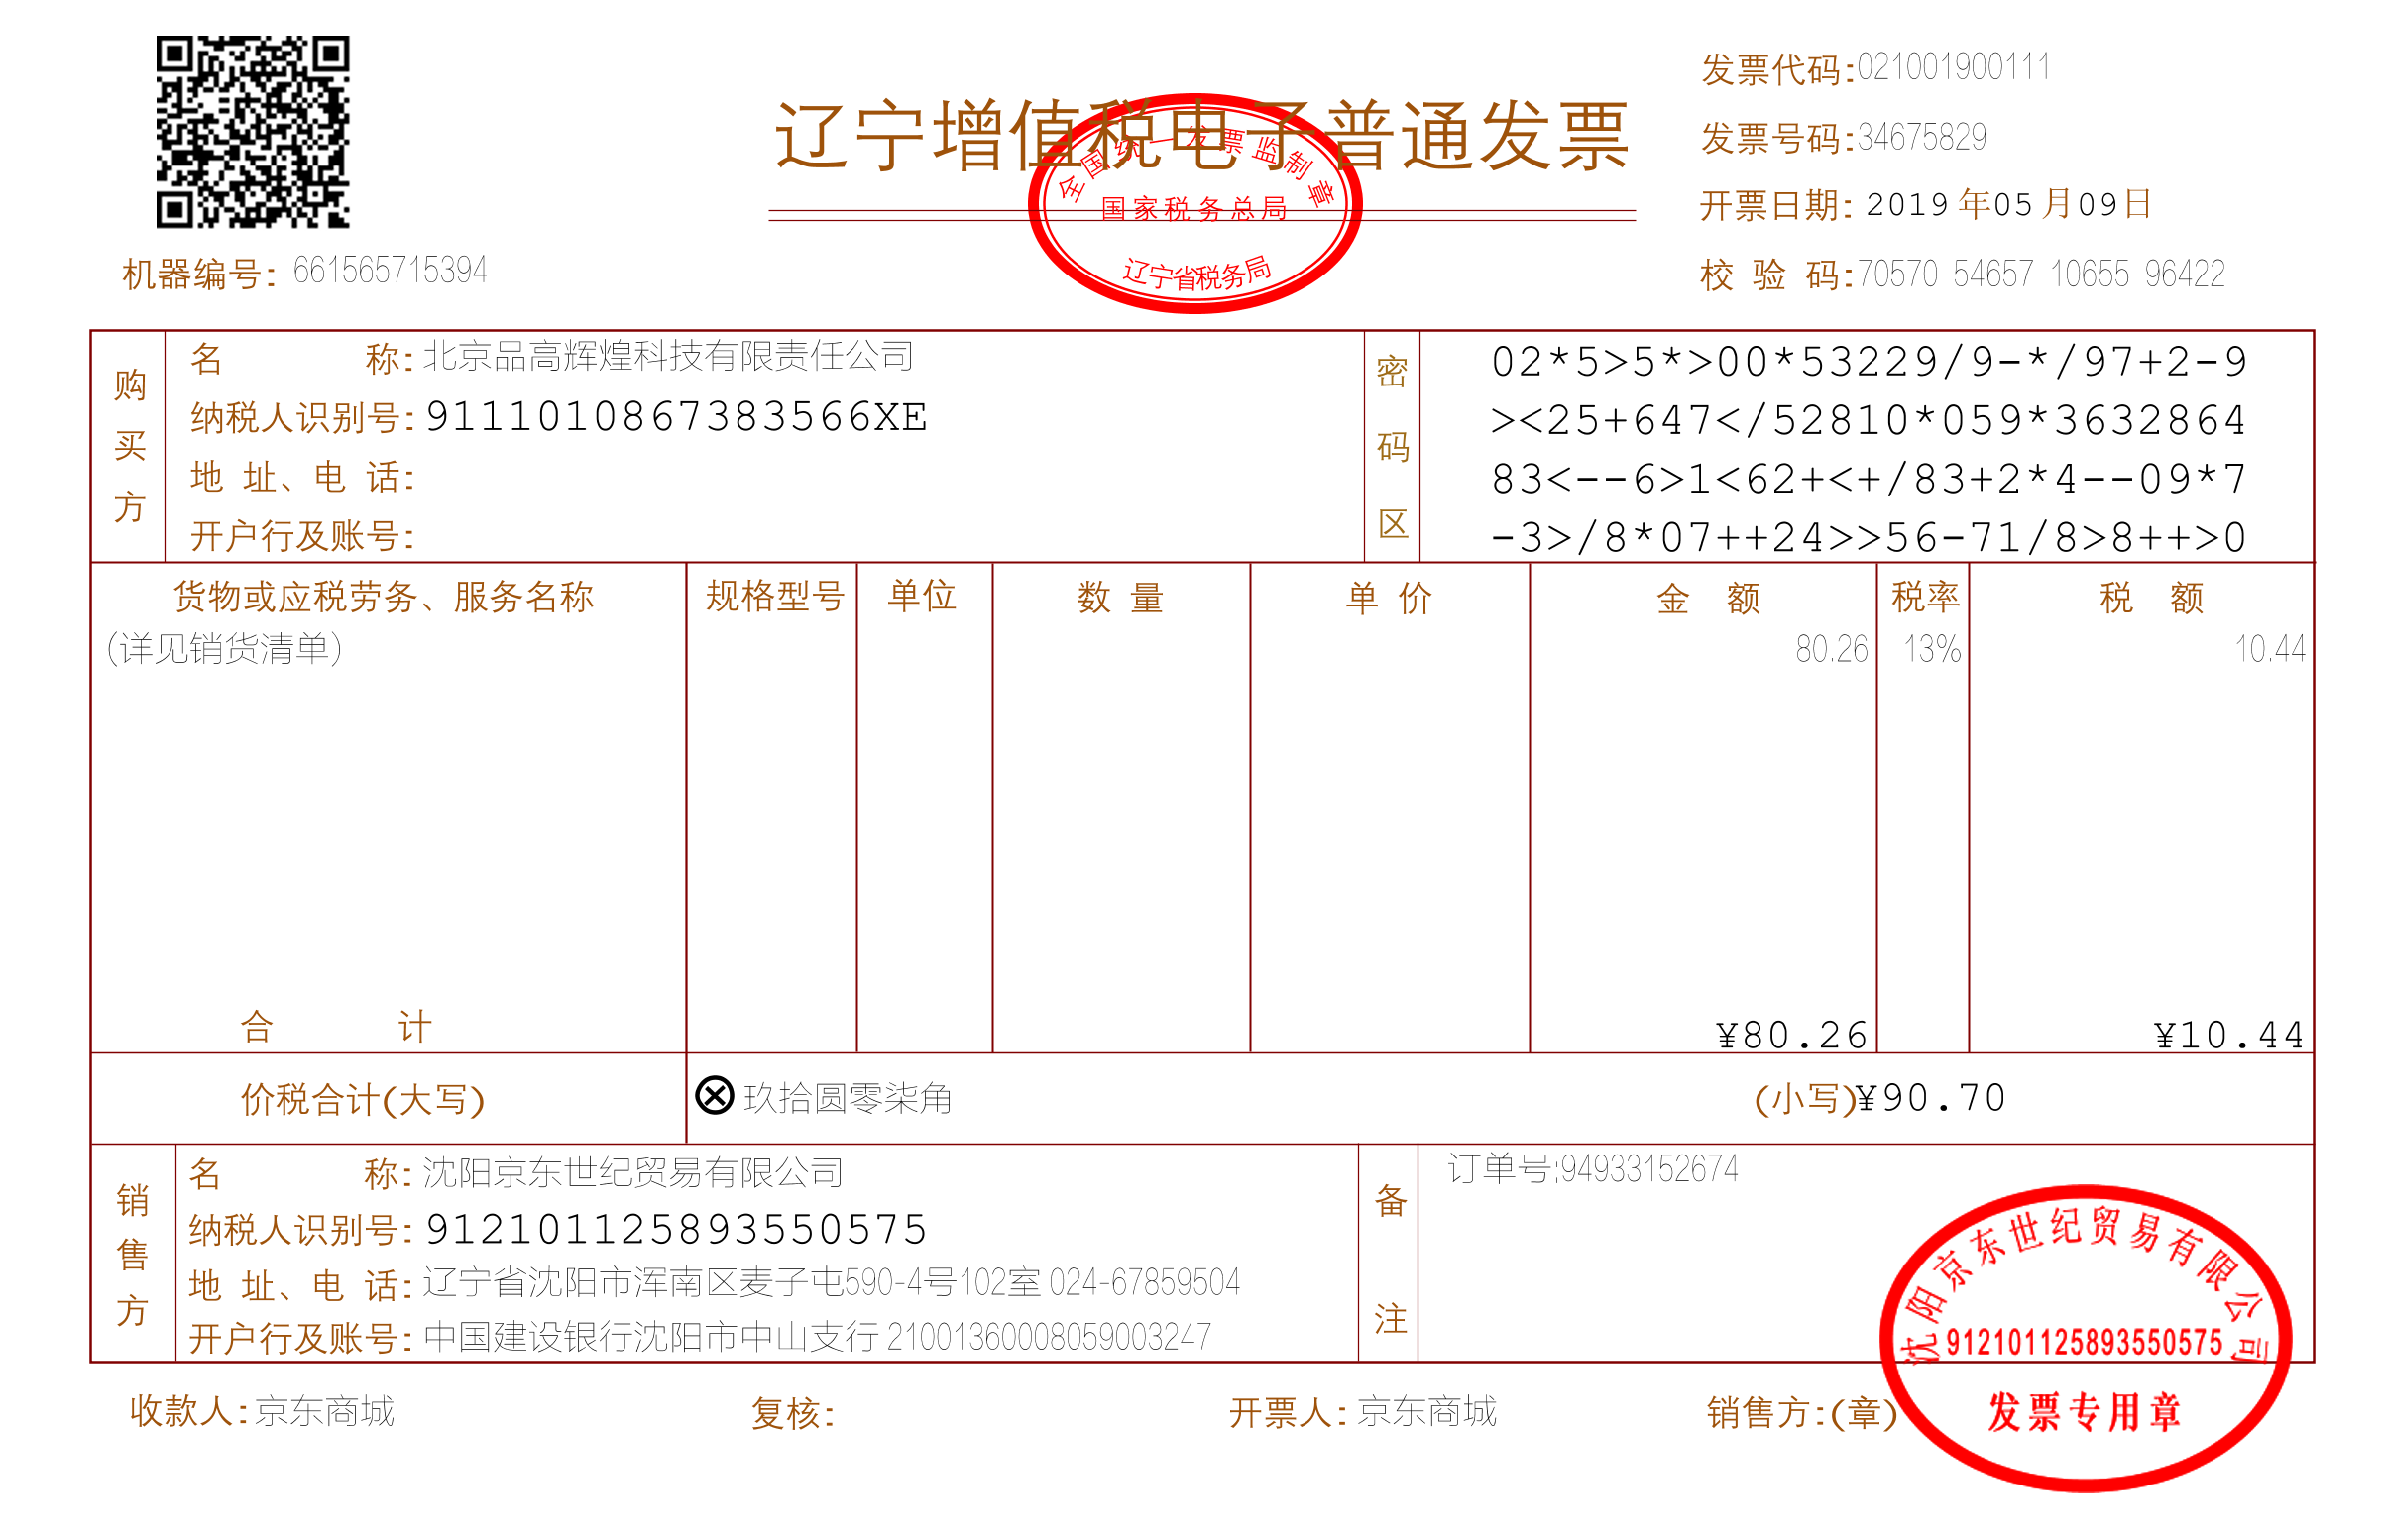 辽宁增值税电子普通发票
全国统一发票监制章
国家税务总局
辽宁省税务局
发票代码:021001900111
发票号码:34675829
开票日期: 2019 年05 月09日
校 验 码:70570 54657 10655 96422
机器编号: 661565715394
购买方
名 称: 北京品高辉煌科技有限责任公司
纳税人识别号: 9111010867383566XE
地 址、电 话:
开户行及账号:
密码区
02*5>5*>00*53229/9-*/97+2-9
><25+647</52810*059*3632864
83<--6>1<62+<+/83+2*4--09*7
-3>/8*07++24>>56-71/8>8++>0
货物或应税劳务、服务名称 规格型号 单位 数 量 单 价 金 额 税率 税 额
(详见销货清单) 80.26 13% 10.44
合 计 ¥80.26 ¥10.44
价税合计(大写) ⊗ 玖拾圆零柒角 (小写)¥90.70
销售方
名 称: 沈阳京东世纪贸易有限公司
纳税人识别号: 912101125893550575
地 址、电 话: 辽宁省沈阳市浑南区麦子屯590-4号102室 024-67859504
开户行及账号: 中国建设银行沈阳市中山支行 21001360008059003247
备注
订单号:94933152674
沈阳京东世纪贸易有限公司
912101125893550575
发票专用章
收款人: 京东商城 复核: 开票人: 京东商城 销售方:(章)